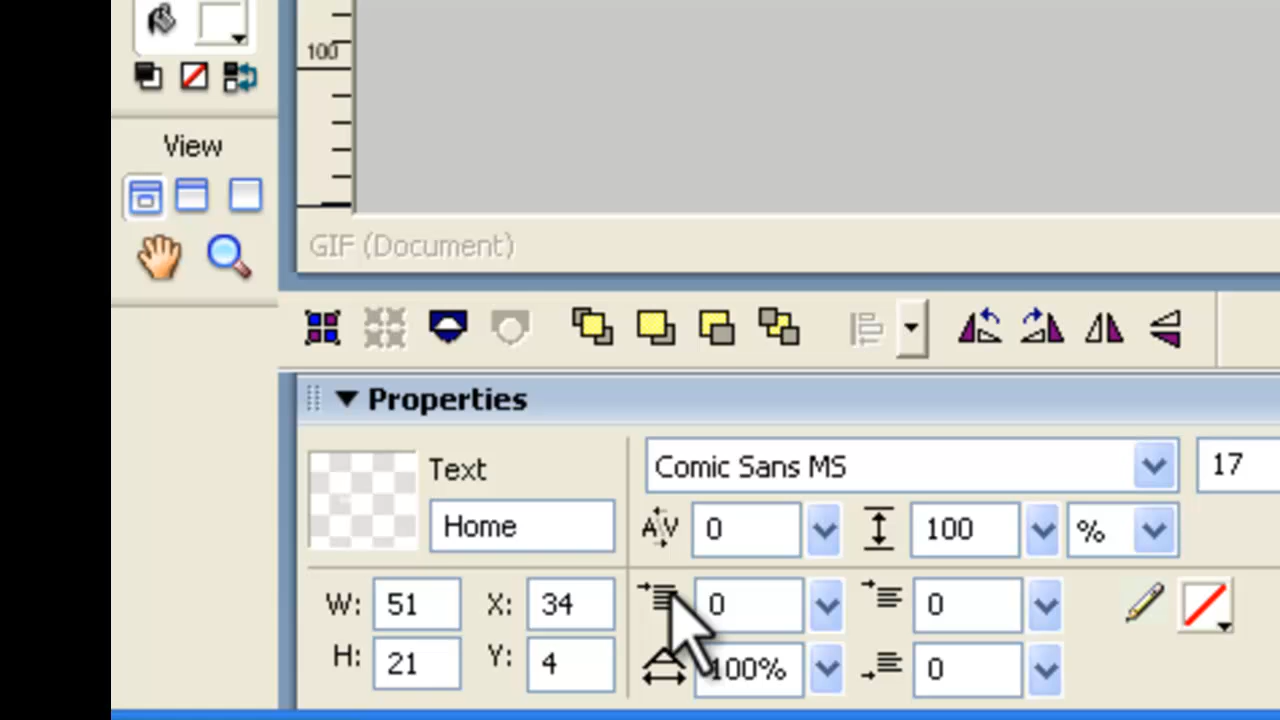 100
View
GIF (Document)
Properties
Text
Comic Sans MS
17
Home
A/V
0
100
%
W: 51
X: 34
0
0
H: 21
Y: 4
100%
0